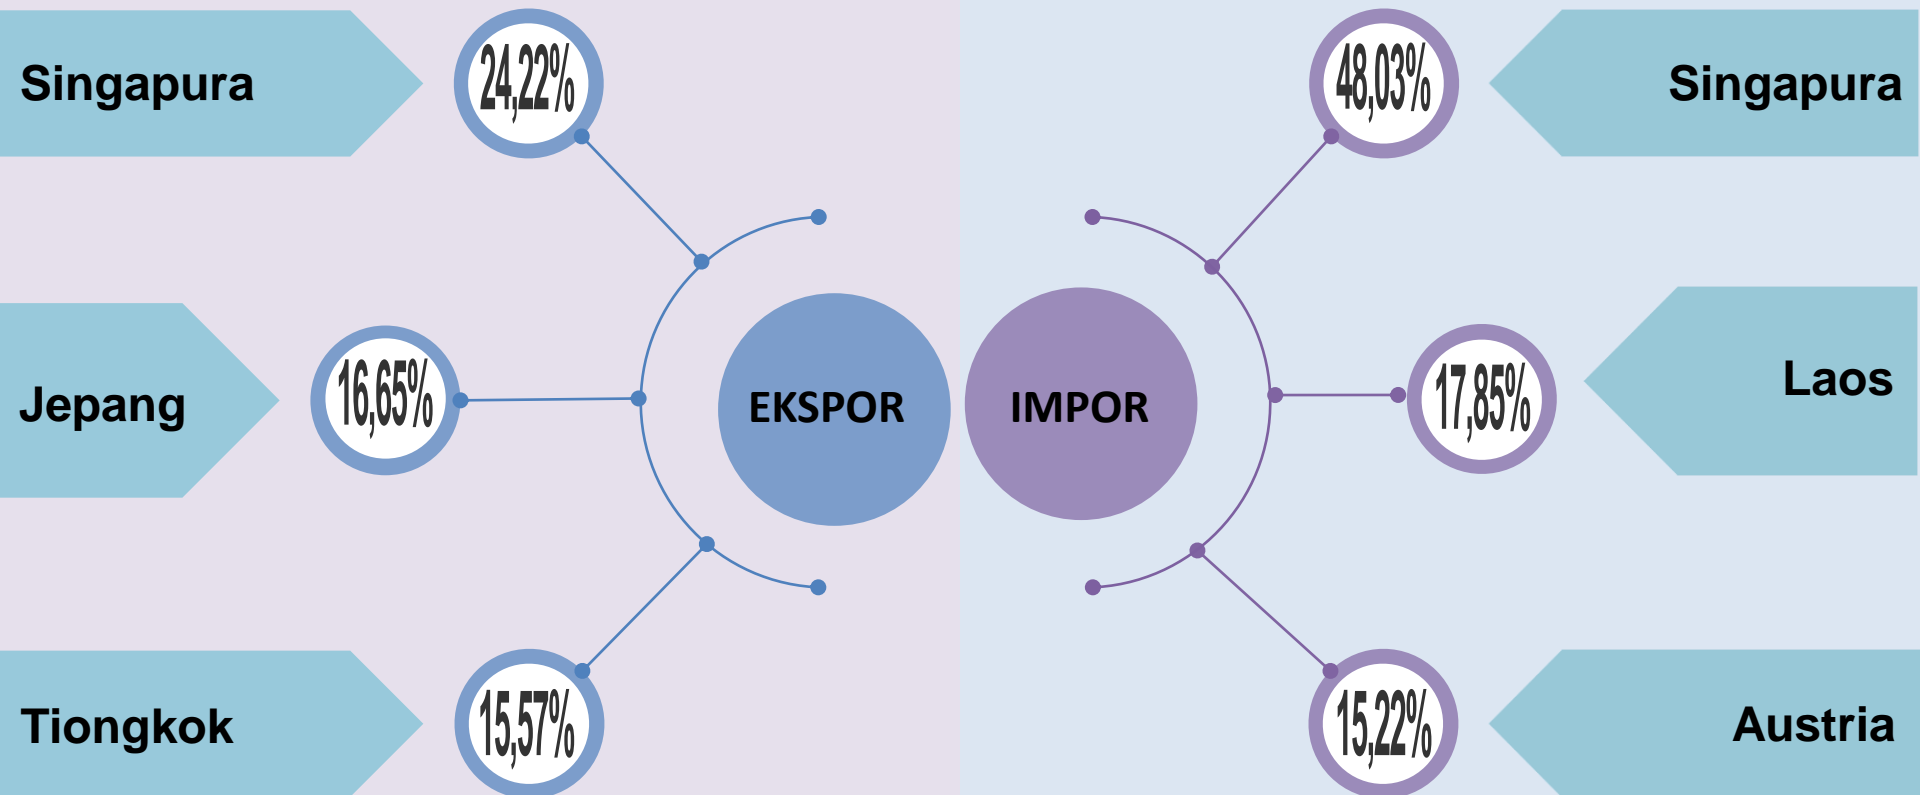 Singapura
24,22%
48,03%
Singapura
Jepang
16,65%
EKSPOR
IMPOR
17,85%
Laos
Tiongkok
15,57%
15,22%
Austria